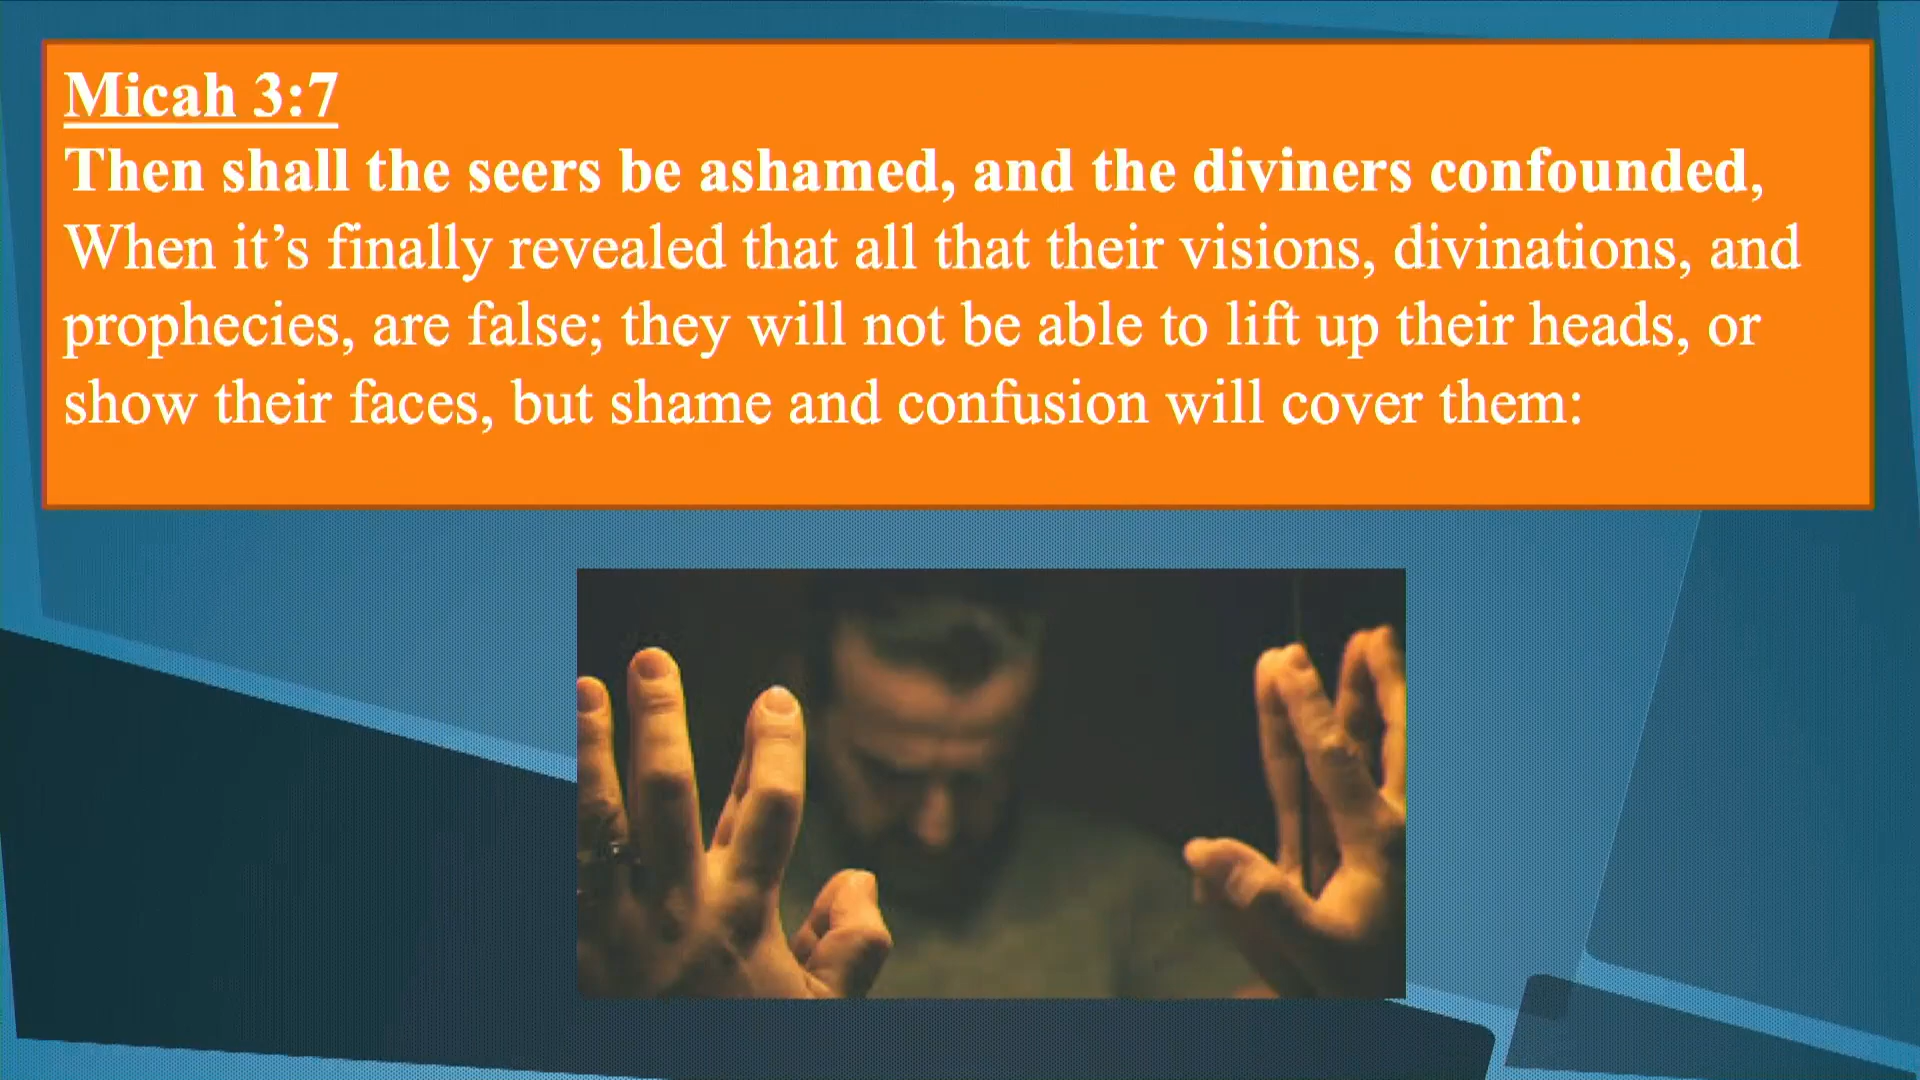 Micah 3:7
Then shall the seers be ashamed, and the diviners confounded,
When it’s finally revealed that all that their visions, divinations, and
prophecies, are false; they will not be able to lift up their heads, or
show their faces, but shame and confusion will cover them: